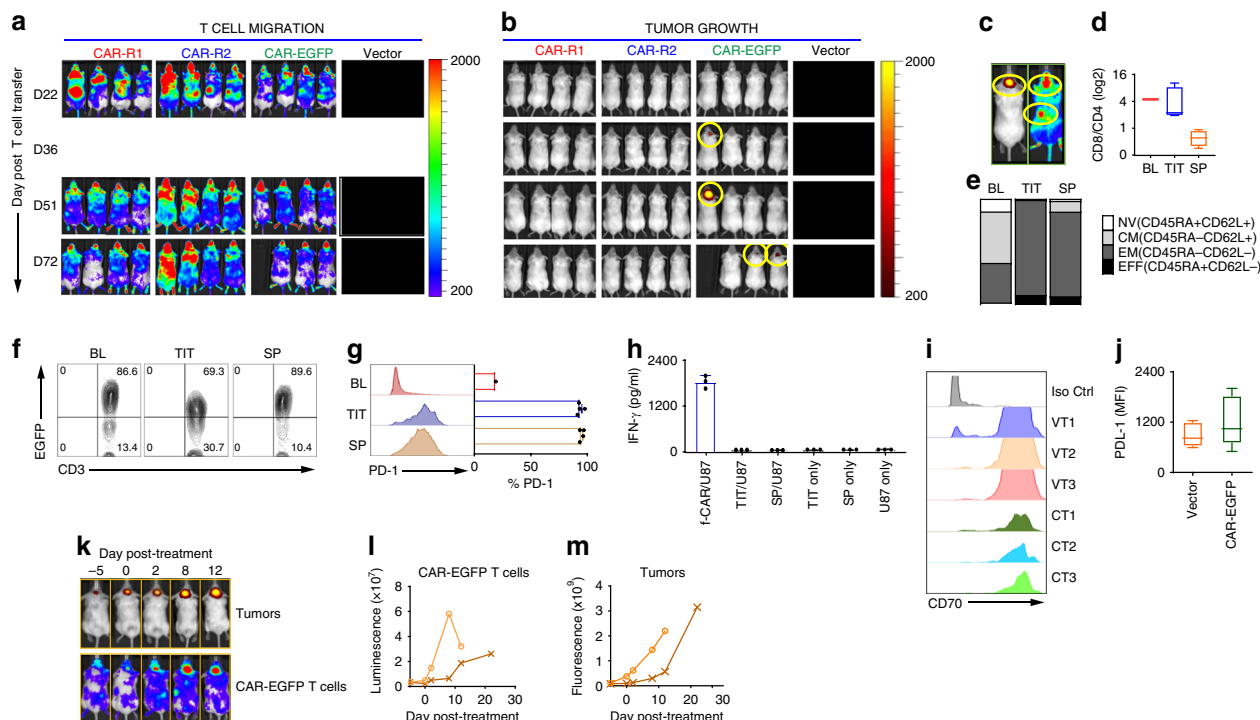 a
T CELL MIGRATION
CAR-R1 CAR-R2 CAR-EGFP Vector
Day post T cell transfer
D22
D36
D51
D72
2000
200
b
TUMOR GROWTH
CAR-R1 CAR-R2 CAR-EGFP Vector
2000
200
c
d
CD8/CD4 (log2)
16
4
1
0
BL TIT SP
e
BL TIT SP
NV(CD45RA+CD62L+)
CM(CD45RA−CD62L+)
EM(CD45RA−CD62L−)
EFF(CD45RA+CD62L−)
f
BL TIT SP
0 86.6 0 69.3 0 89.6
0 13.4 0 30.7 0 10.4
EGFP
CD3
g
BL
TIT
SP
PD-1
0 50 100
% PD-1
h
IFN-γ (pg/ml)
2400
1200
0
f-CAR/U87
TIT/U87
SP/U87
TIT only
SP only
U87 only
i
Iso Ctrl
VT1
VT2
VT3
CT1
CT2
CT3
CD70
j
PDL-1 (MFI)
2400
1200
0
Vector
CAR-EGFP
k
Day post-treatment
−5 0 2 8 12
Tumors
CAR-EGFP T cells
l
CAR-EGFP T cells
Luminescence (×10⁷)
8
6
4
2
0
0 10 20 30
Day post-treatment
m
Tumors
Fluorescence (×10⁹)
4
3
2
1
0
0 10 20 30
Day post-treatment